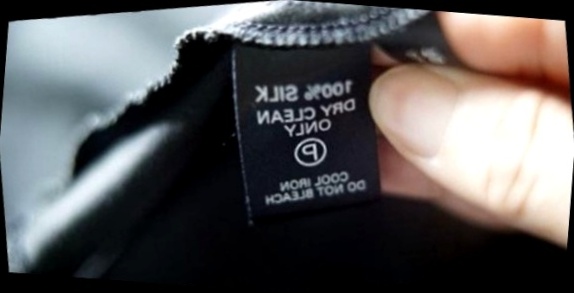 100% SILK
DRY CLEAN
ONLY
P
COOL IRON
DO NOT BLEACH